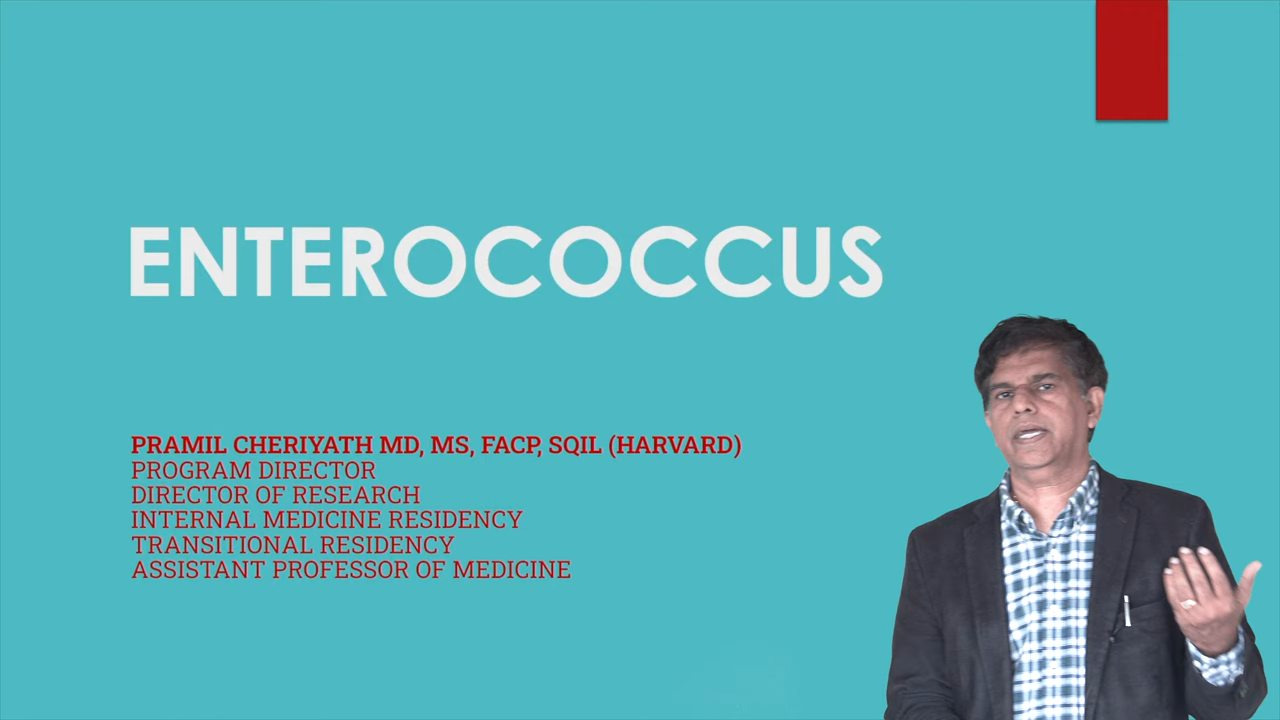 ENTEROCOCCUS
PRAMIL CHERIYATH MD, MS, FACP, SQIL (HARVARD)
PROGRAM DIRECTOR
DIRECTOR OF RESEARCH
INTERNAL MEDICINE RESIDENCY
TRANSITIONAL RESIDENCY
ASSISTANT PROFESSOR OF MEDICINE